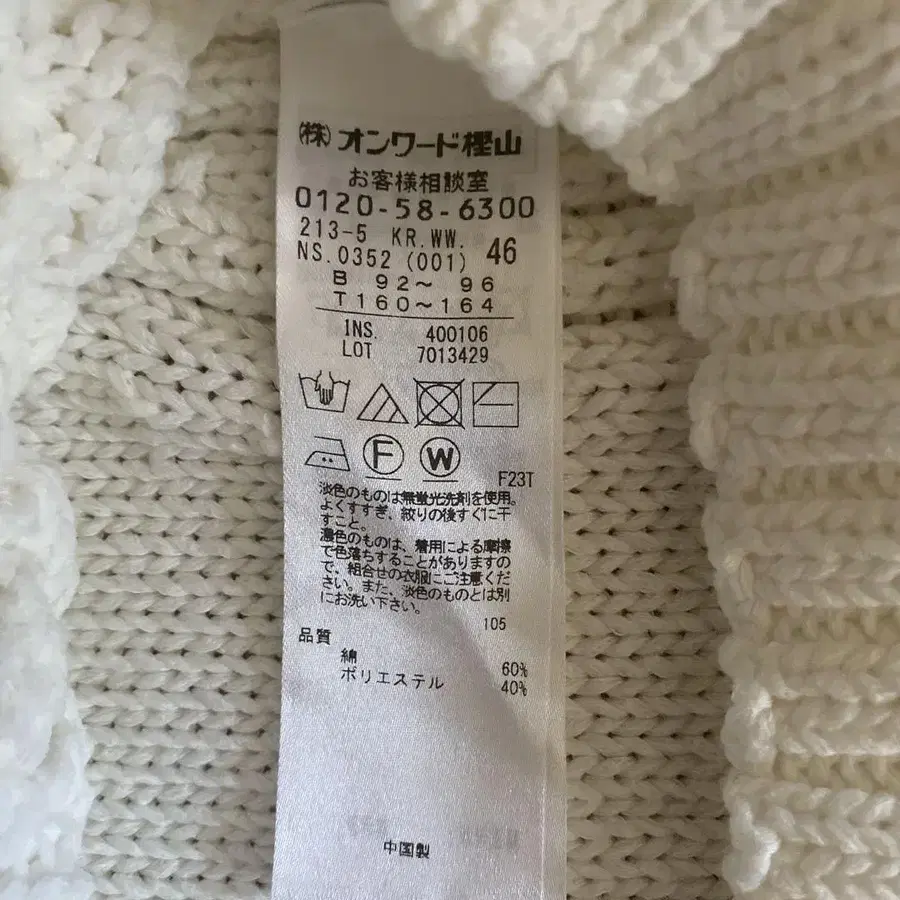 (株)オンワード樫山
お客様相談室
0120-58-6300
213-5 KR.WW.
NS.0352 (001) 46
B 92～ 96
T160～164
INS. 400106
LOT 7013429
F
W
F23T
淡色のものは無蛍光洗剤を使用。
よくすすぎ、絞りの後すぐに干
すこと。
濃色のものは、着用による摩擦
で色落ちすることがありますの
で、組合せの衣服にご注意くだ
さい。また、淡色のものとは別
にお洗い下さい。
105
品質
綿 60%
ポリエステル 40%
中国製